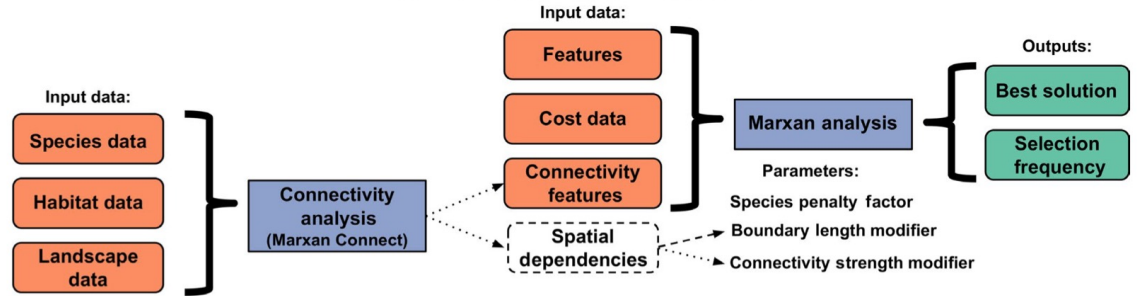 Input data:
Species data
Habitat data
Landscape
data
Connectivity
analysis
(Marxan Connect)
Input data:
Features
Cost data
Connectivity
features
Spatial
dependencies
Marxan analysis
Parameters:
Species penalty factor
Boundary length modifier
Connectivity strength modifier
Outputs:
Best solution
Selection
frequency